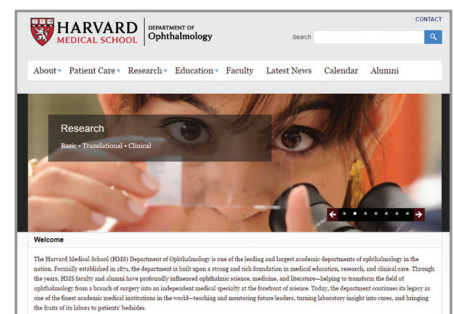 CONTACT
HARVARD
MEDICAL SCHOOL
DEPARTMENT OF
Ophthalmology
Search
About Patient Care Research Education Faculty Latest News Calendar Alumni
Research
Basic • Translational • Clinical
Welcome
The Harvard Medical School (HMS) Department of Ophthalmology is one of the leading and largest academic departments of ophthalmology in the
nation. Formally established in 1871, the department is built upon a strong and rich foundation in medical education, research, and clinical care. Through
the years, HMS faculty and alumni have profoundly influenced ophthalmic science, medicine, and literature—helping to transform the field of
ophthalmology from a branch of surgery into an independent medical specialty at the forefront of science. Today, the department continues its legacy as
one of the finest academic medical institutions in the world—teaching and mentoring future leaders, turning laboratory insight into cures, and bringing
the fruits of its labors to patients' bedsides.